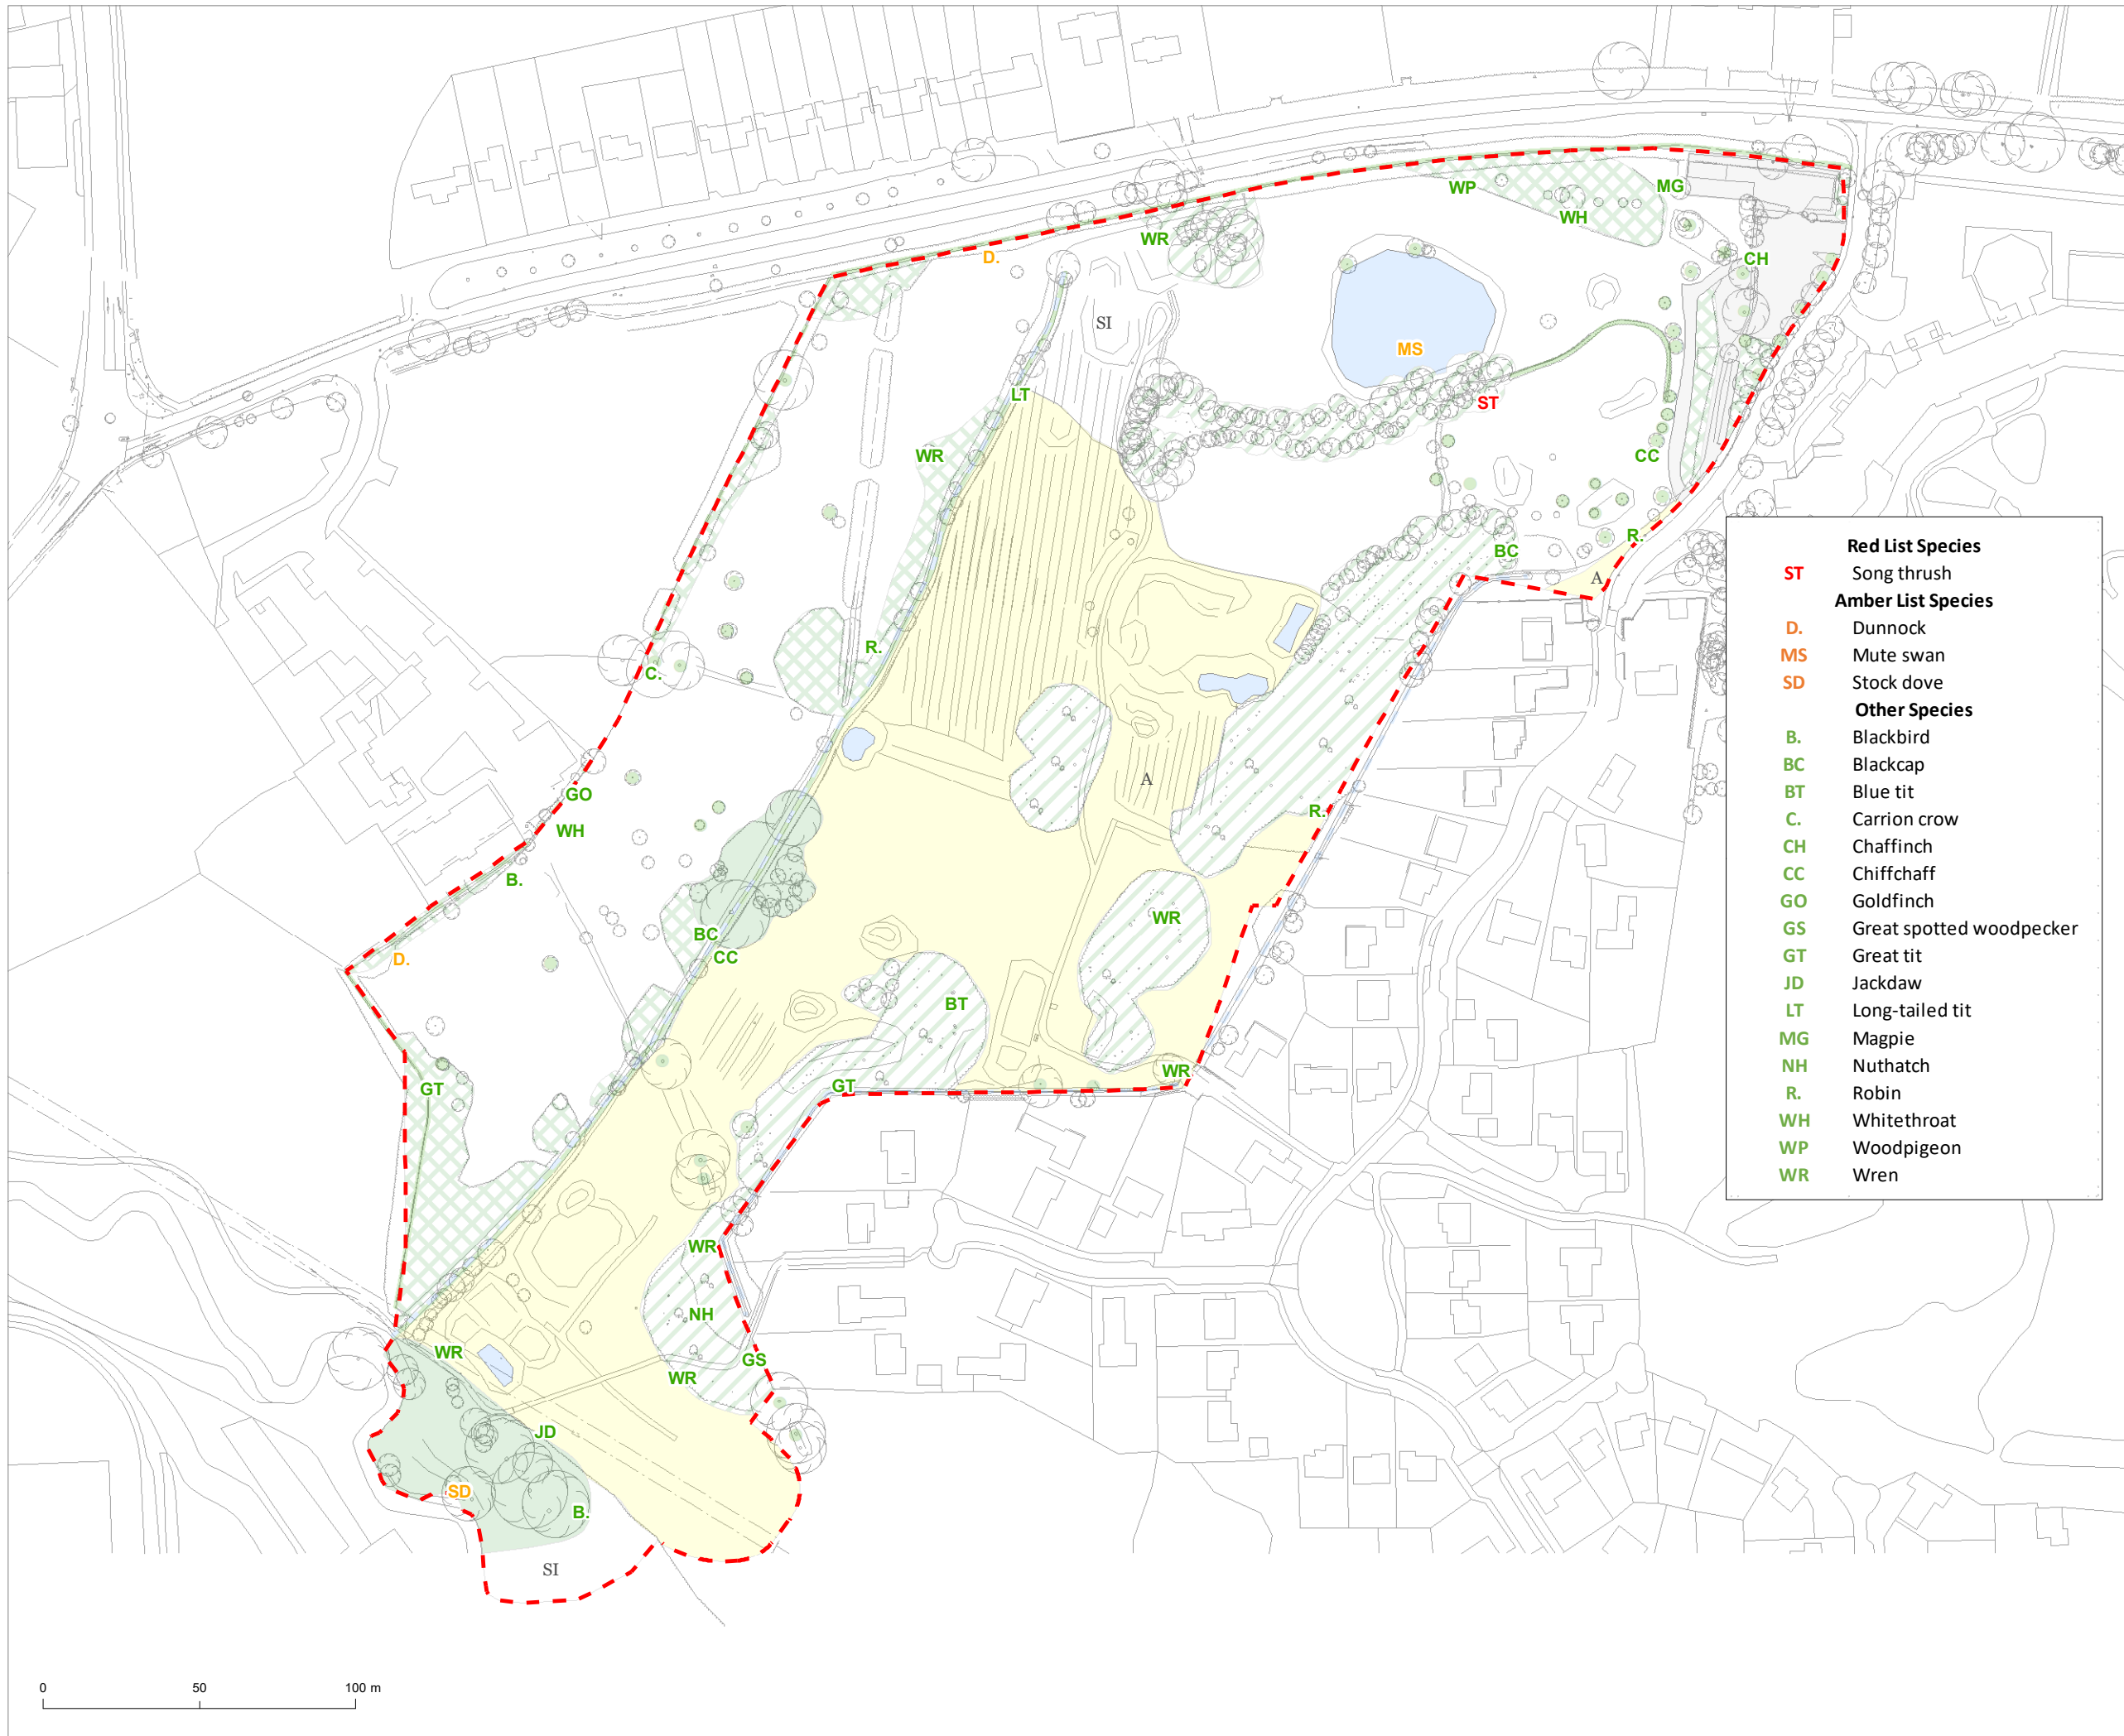 WP
MG
WH
WR
D.
CH
SI
MS
LT
ST
WR
CC
R.
BC
A
R.
C.
A
GO
R.
WH
B.
WR
BC
CC
D.
BT
WR
GT
GT
WR
NH
WR
GS
WR
JD
SD
B.
SI
Red List Species
ST Song thrush
Amber List Species
D. Dunnock
MS Mute swan
SD Stock dove
Other Species
B. Blackbird
BC Blackcap
BT Blue tit
C. Carrion crow
CH Chaffinch
CC Chiffchaff
GO Goldfinch
GS Great spotted woodpecker
GT Great tit
JD Jackdaw
LT Long-tailed tit
MG Magpie
NH Nuthatch
R. Robin
WH Whitethroat
WP Woodpigeon
WR Wren
0 50 100 m